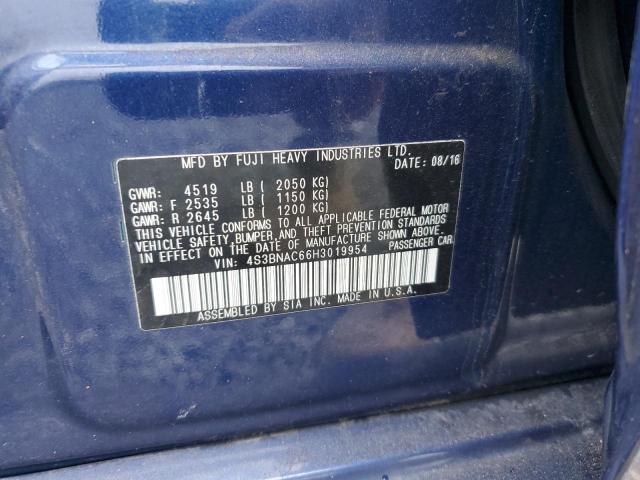 MFD BY FUJI HEAVY INDUSTRIES LTD.
DATE: 08/16
GVWR: 4519 LB ( 2050 KG)
GAWR: F 2535 LB ( 1150 KG)
GAWR: R 2645 LB ( 1200 KG)
THIS VEHICLE CONFORMS TO ALL APPLICABLE FEDERAL MOTOR
VEHICLE SAFETY, BUMPER, AND THEFT PREVENTION STANDARDS
IN EFFECT ON THE DATE OF MANUFACTURE SHOWN ABOVE.
VIN: 4S3BNAC66H3019954 PASSENGER CAR
ASSEMBLED BY SIA INC. MADE IN U.S.A.